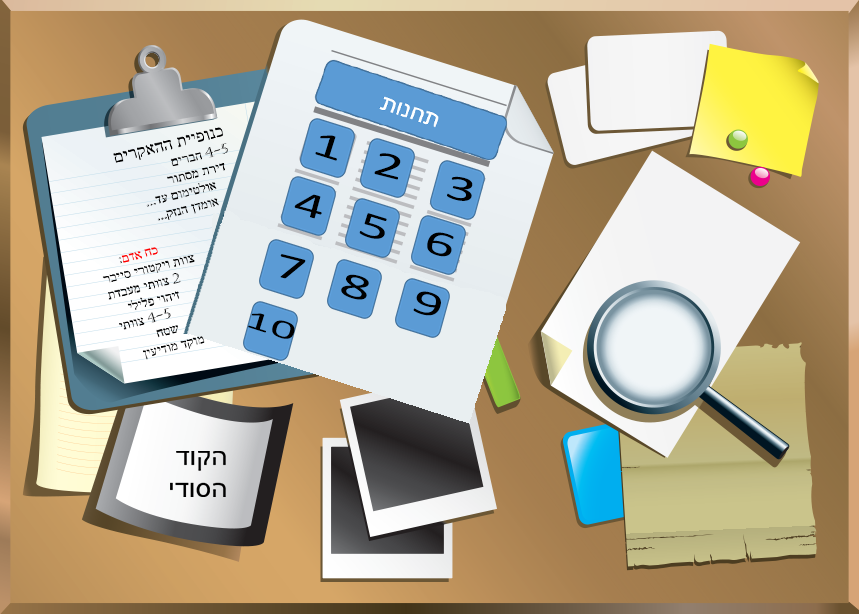 כנופיית ההאקרים
4-5 חברים
דירת מסתור
אולטימום עד...
אומדן הנזק...
כח אדם:
צוות ויקטורי סייבר
2 צוותי מעבדת
זיהוי פלילי
4-5 צוותי
שטח
מוקד מודיעין
תחנות
1 2 3
4 5 6
7 8 9
10
הקוד
הסודי